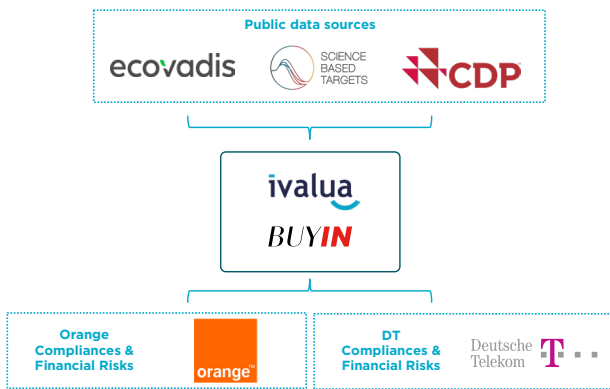 Public data sources
ecovadis
SCIENCE
BASED
TARGETS
CDP
ivalua
BUYIN
Orange
Compliances &
Financial Risks
orange™
DT
Compliances &
Financial Risks
Deutsche
Telekom
T